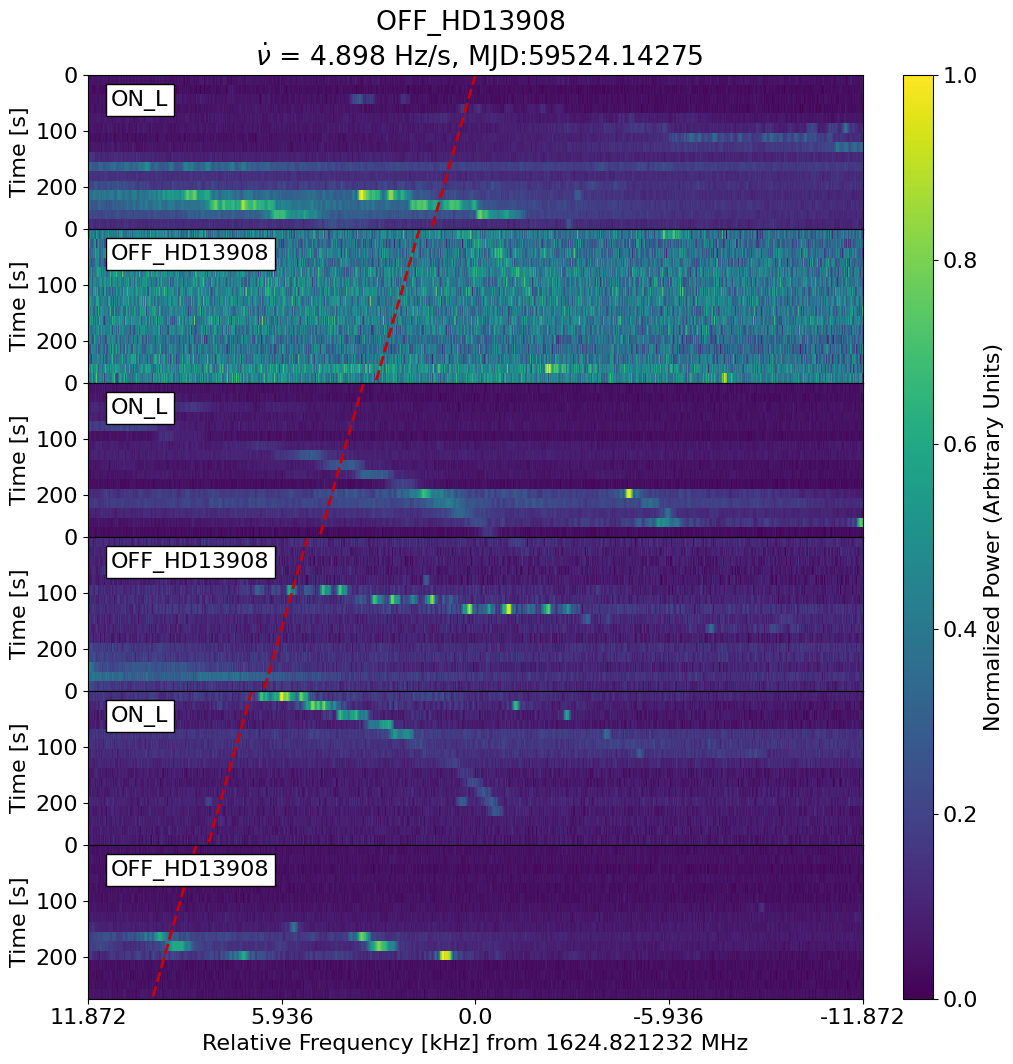 OFF_HD13908
ν̇ = 4.898 Hz/s, MJD:59524.14275
ON_L
OFF_HD13908
ON_L
OFF_HD13908
ON_L
OFF_HD13908
Time [s]
0
100
200
Time [s]
0
100
200
Time [s]
0
100
200
Time [s]
0
100
200
Time [s]
0
100
200
Time [s]
0
100
200
11.872 5.936 0.0 -5.936 -11.872
Relative Frequency [kHz] from 1624.821232 MHz
1.0
0.8
0.6
0.4
0.2
0.0
Normalized Power (Arbitrary Units)